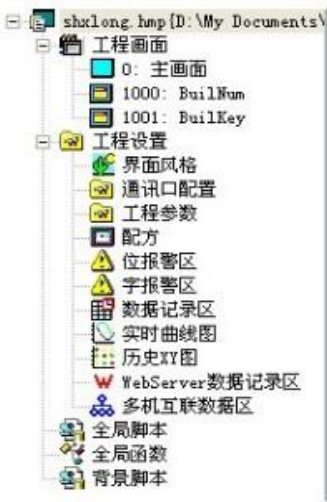 shxlong.hmp{D:\My Documents\
工程画面
0: 主画面
1000: BuilNum
1001: BuilKey
工程设置
界面风格
通讯口配置
工程参数
配方
位报警区
字报警区
数据记录区
实时曲线图
历史XY图
WebServer数据记录区
多机互联数据区
全局脚本
全局函数
背景脚本